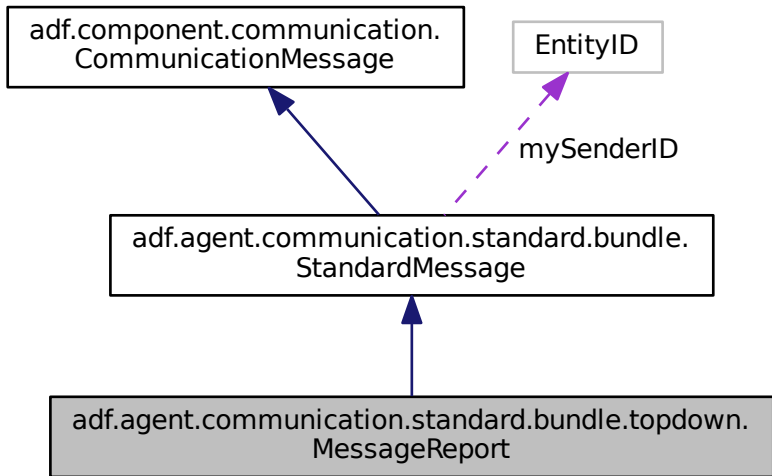 adf.component.communication.
CommunicationMessage
EntityID
mySenderID
adf.agent.communication.standard.bundle.
StandardMessage
adf.agent.communication.standard.bundle.topdown.
MessageReport